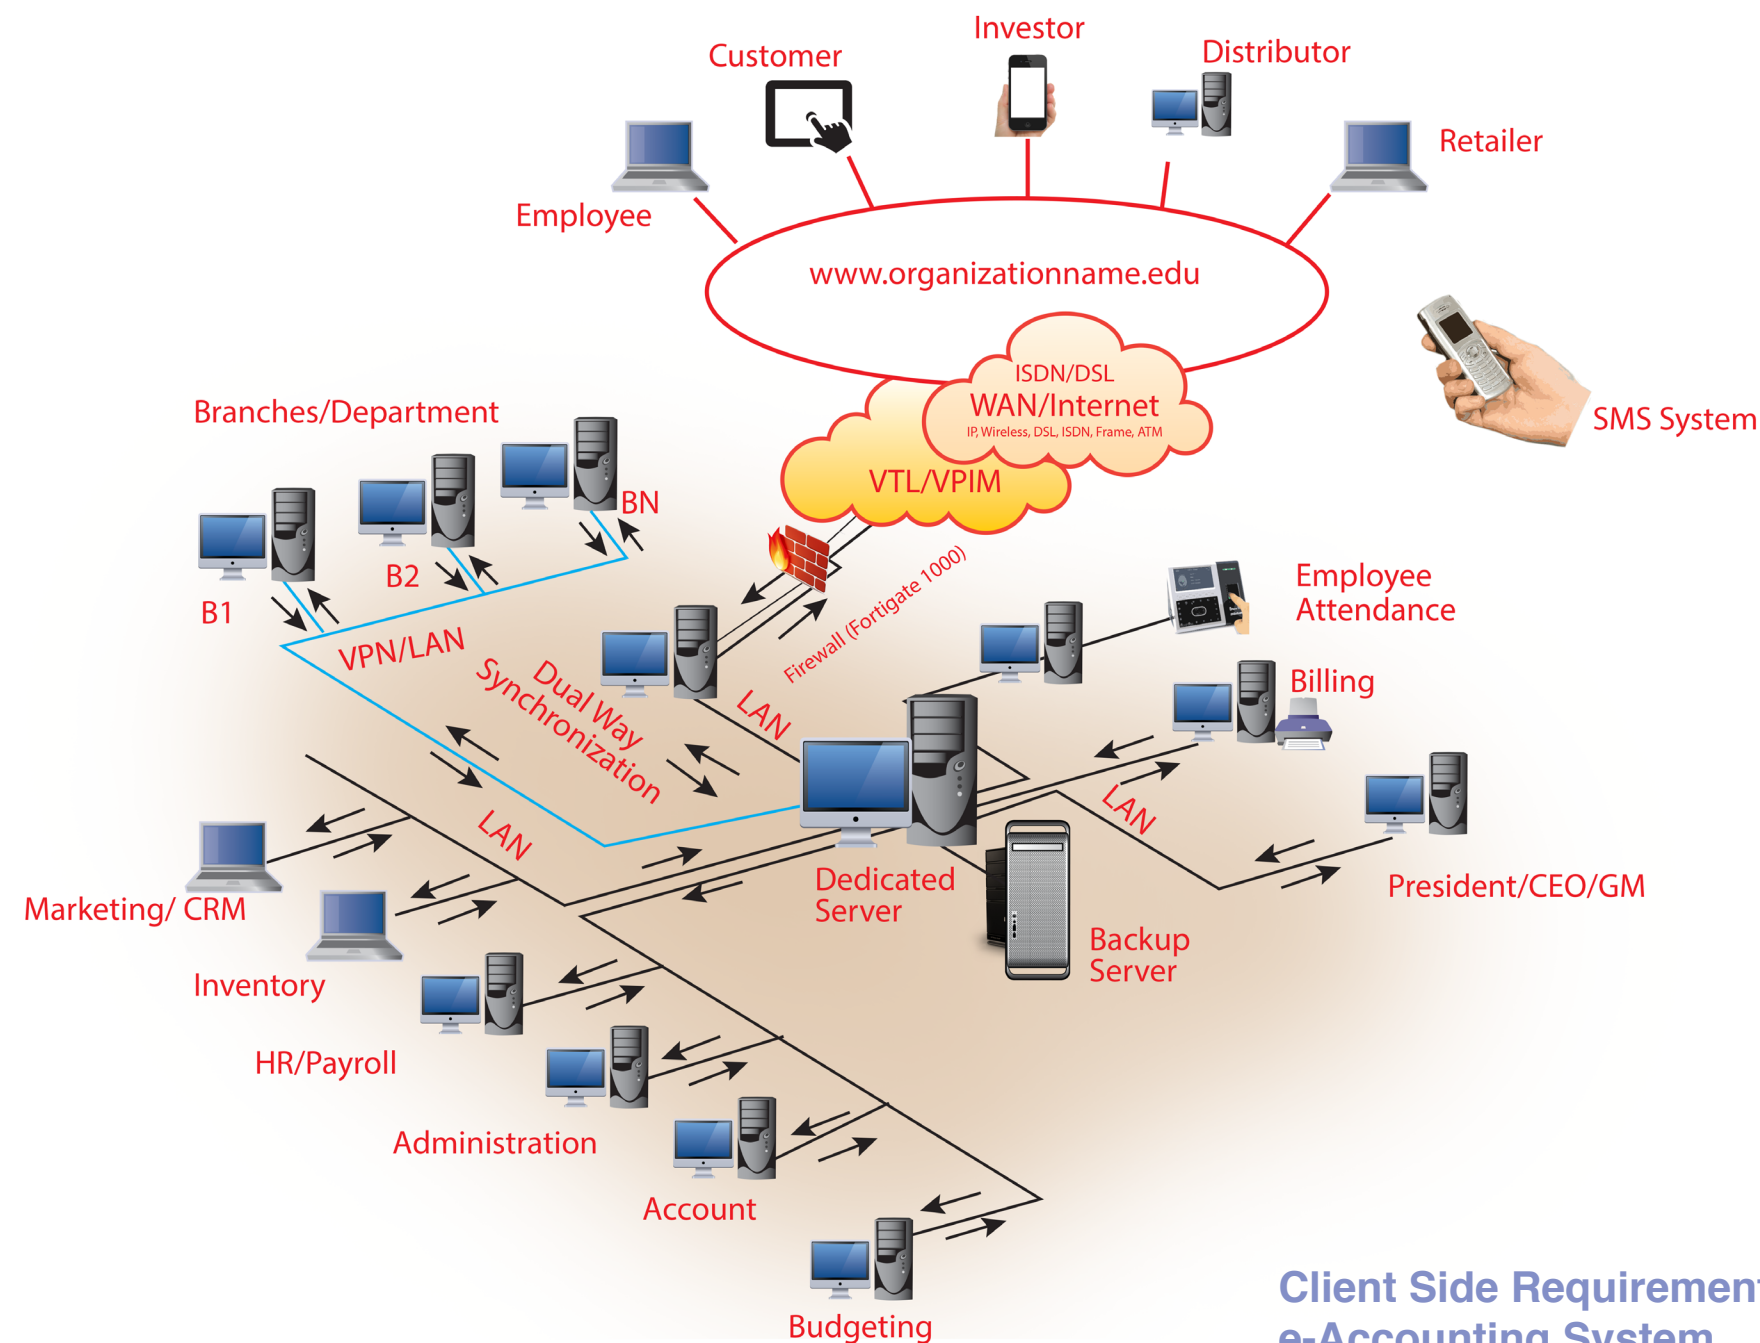 Investor
Customer
Distributor
Retailer
Employee
www.organizationname.edu
ISDN/DSL
WAN/Internet
IP, Wireless, DSL, ISDN, Frame, ATM
VTL/VPIM
SMS System
Branches/Department
BN
B2
B1
VPN/LAN
Dual Way
Synchronization
Firewall (Fortigate 1000)
Employee
Attendance
Billing
LAN
LAN
LAN
President/CEO/GM
Dedicated
Server
Backup
Server
Marketing/ CRM
Inventory
HR/Payroll
Administration
Account
Budgeting
Client Side Requirement
e-Accounting System